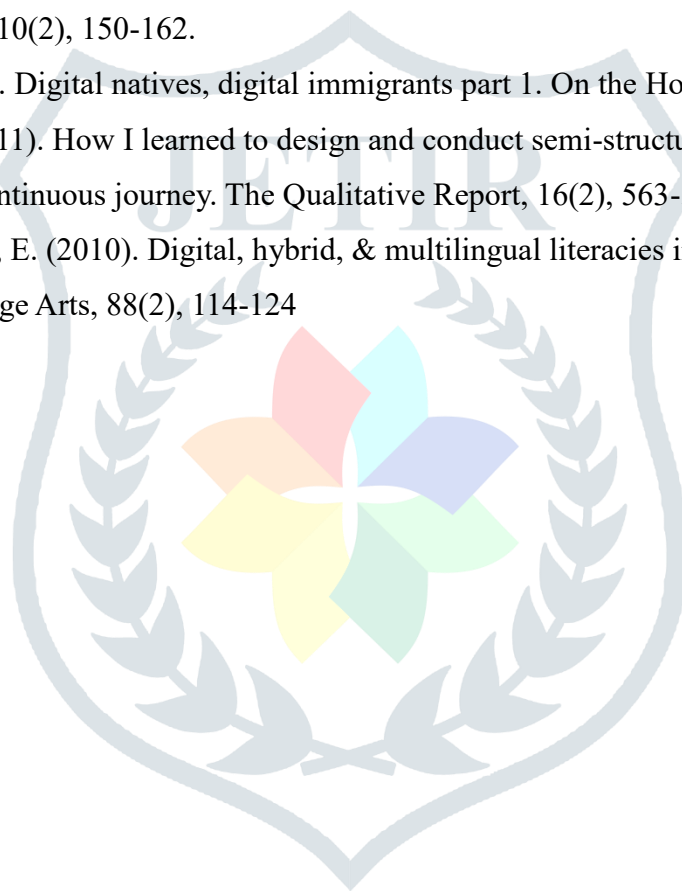 10(2), 150-162.
. Digital natives, digital immigrants part 1. On the Ho
11). How I learned to design and conduct semi-structu
ntinuous journey. The Qualitative Report, 16(2), 563-
, E. (2010). Digital, hybrid, & multilingual literacies i
ge Arts, 88(2), 114-124
JETIR